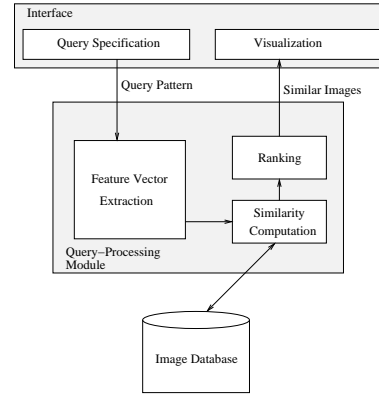 Interface
Query Specification
Visualization
Query Pattern
Similar Images
Feature Vector
Extraction
Ranking
Similarity
Computation
Query-Processing
Module
Image Database